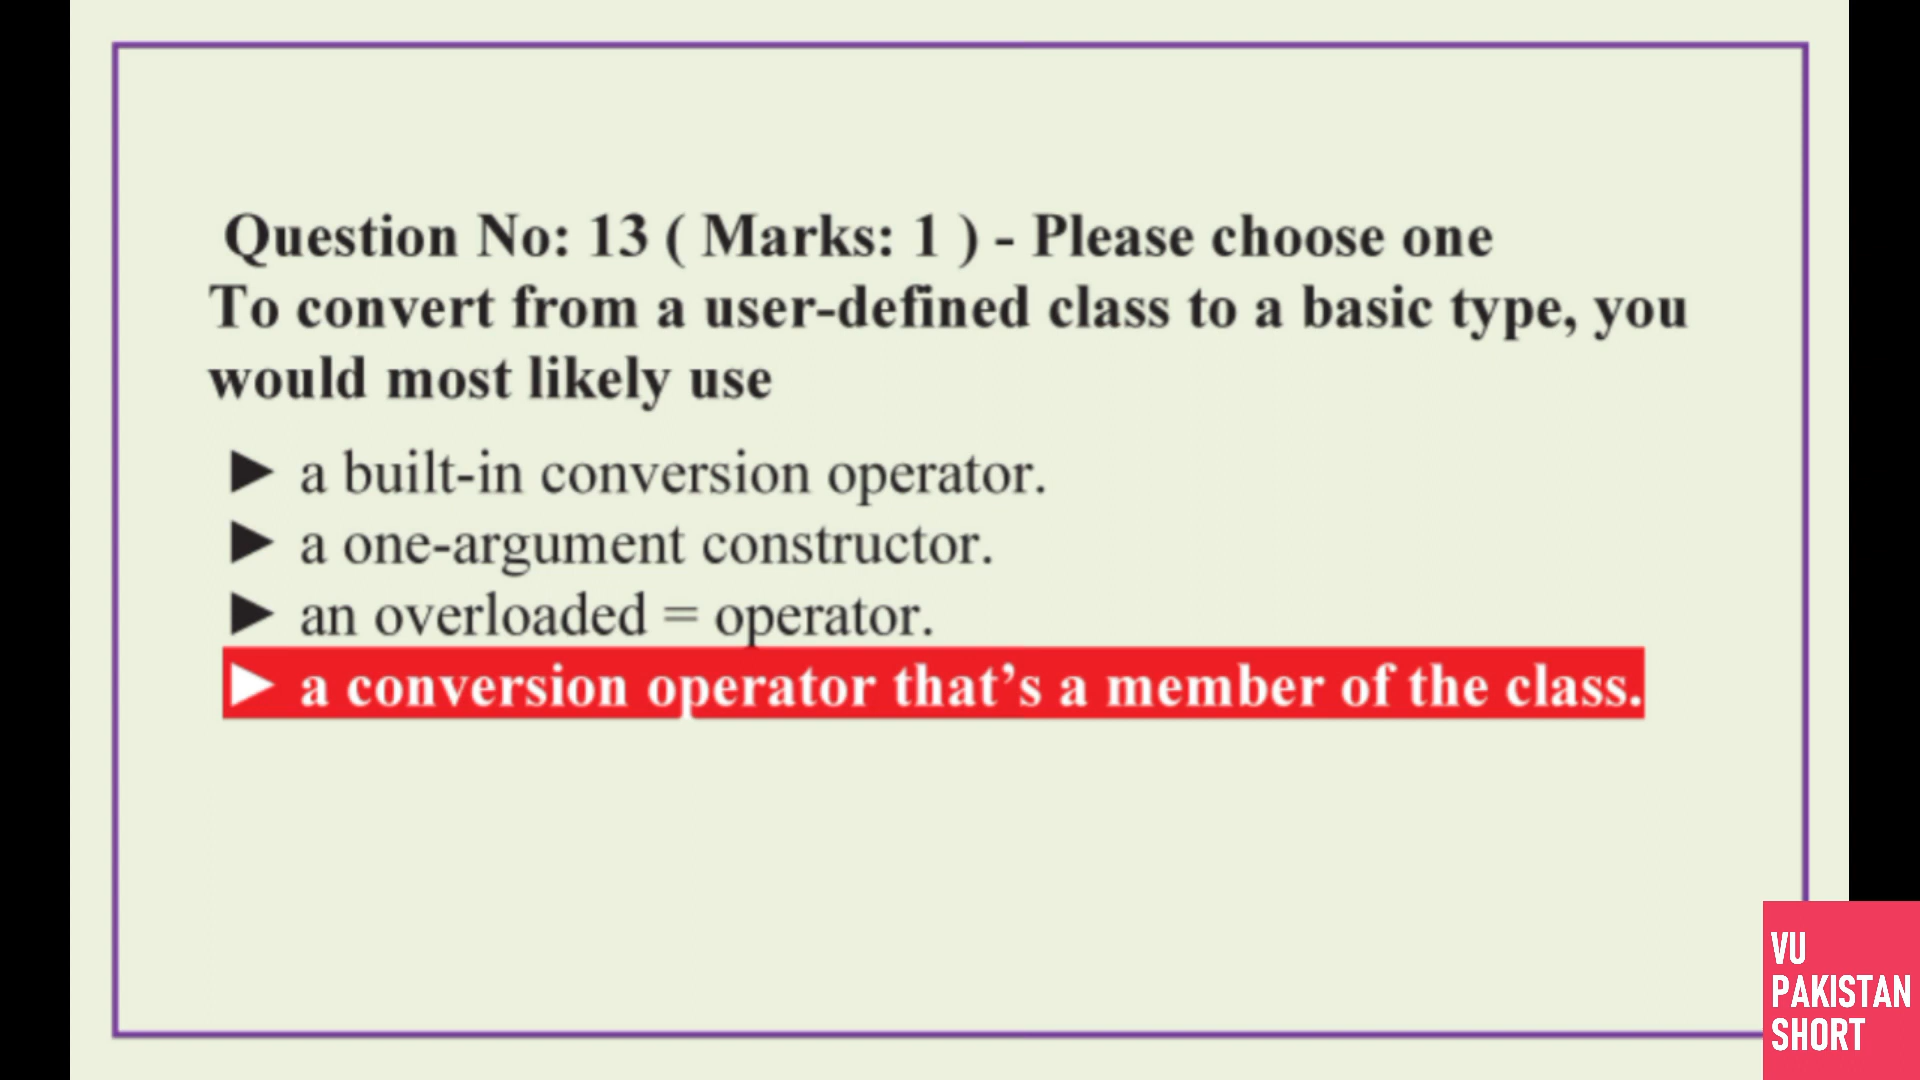 Question No: 13 ( Marks: 1 ) - Please choose one
To convert from a user-defined class to a basic type, you
would most likely use
► a built-in conversion operator.
► a one-argument constructor.
► an overloaded = operator.
► a conversion operator that’s a member of the class.
VU
PAKISTAN
SHORT